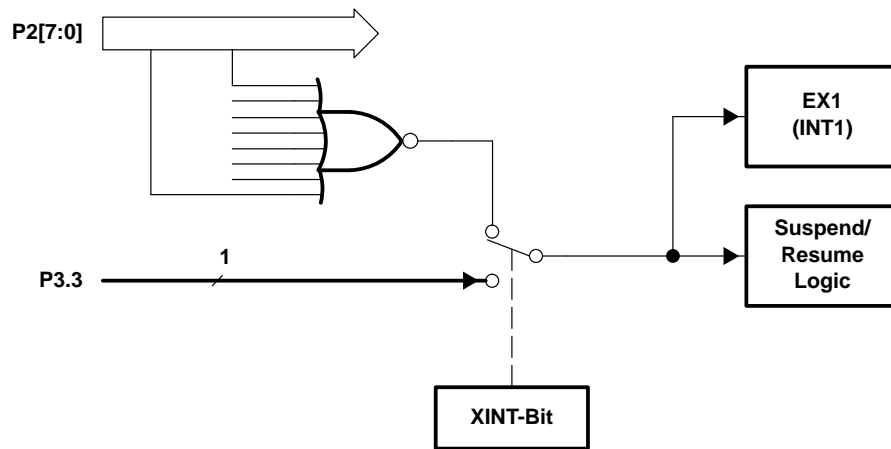 P2[7:0]
EX1
(INT1)
Suspend/
Resume
Logic
1
P3.3
XINT-Bit